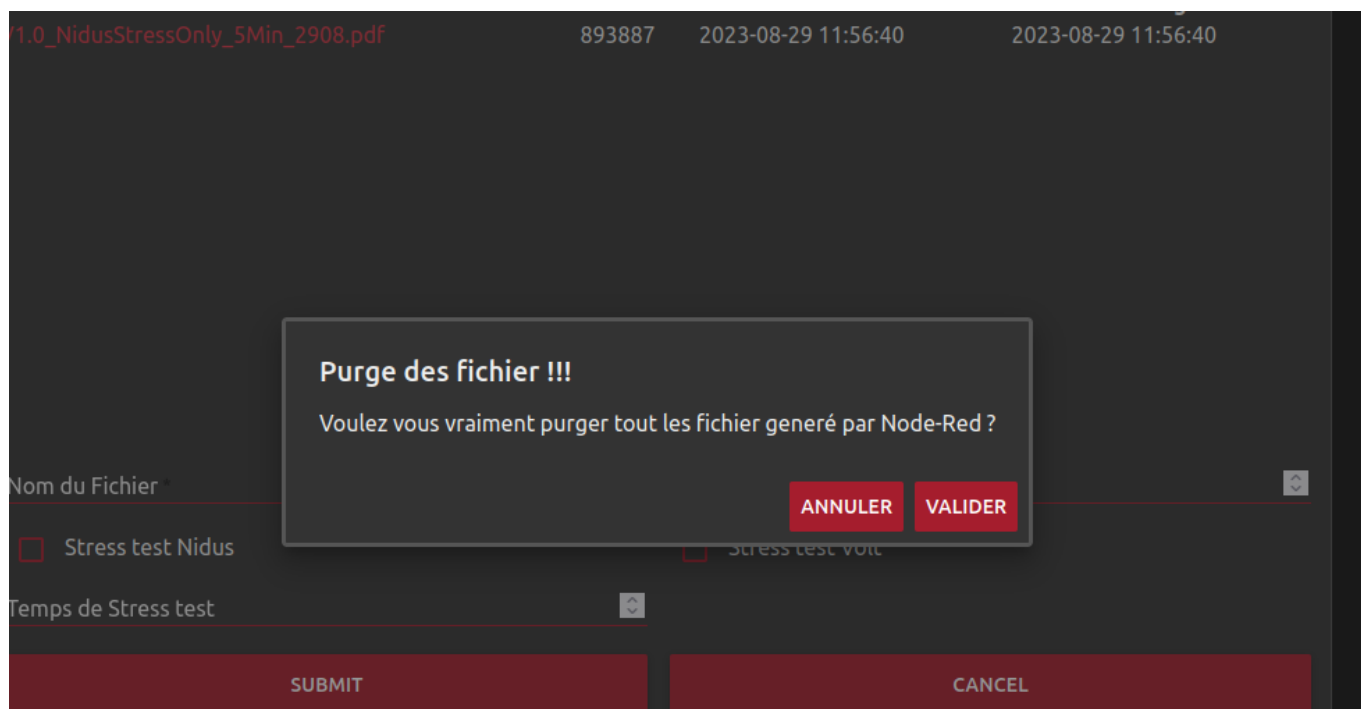 /1.0_NidusStressOnly_5Min_2908.pdf 893887 2023-08-29 11:56:40 2023-08-29 11:56:40
Purge des fichier !!!
Voulez vous vraiment purger tout les fichier generé par Node-Red ?
ANNULER VALIDER
Nom du Fichier *
Stress test Nidus Stress test Volt
Temps de Stress test
SUBMIT CANCEL